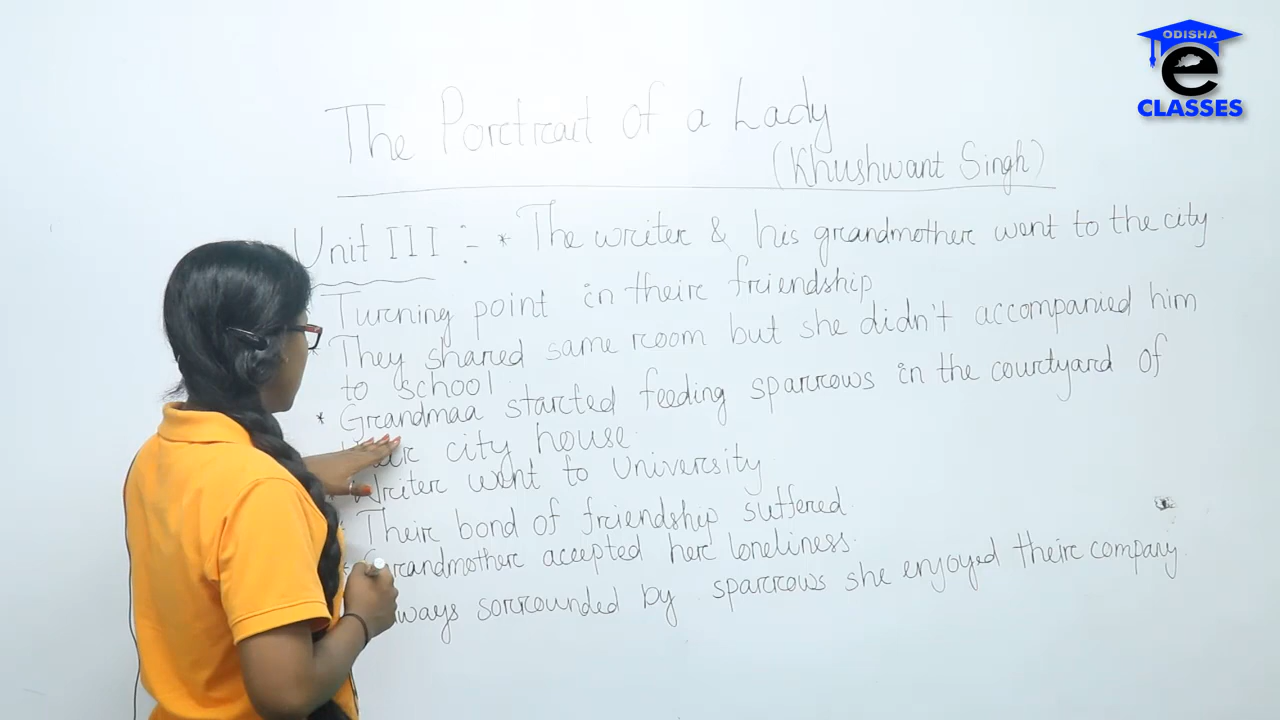 ODISHA
e
CLASSES
The Portrait of a Lady
(Khushwant Singh)
Unit III :- * The writer & his grandmother went to the city.
Turning point in their friendship
* They shared same room but she didn't accompanied him
to school.
* Grandmaa started feeding sparrows in the courtyard of
city house.
* Writer went to University
* Their bond of friendship suffered.
* Grandmother accepted her loneliness.
sorrounded by sparrows she enjoyed their company.